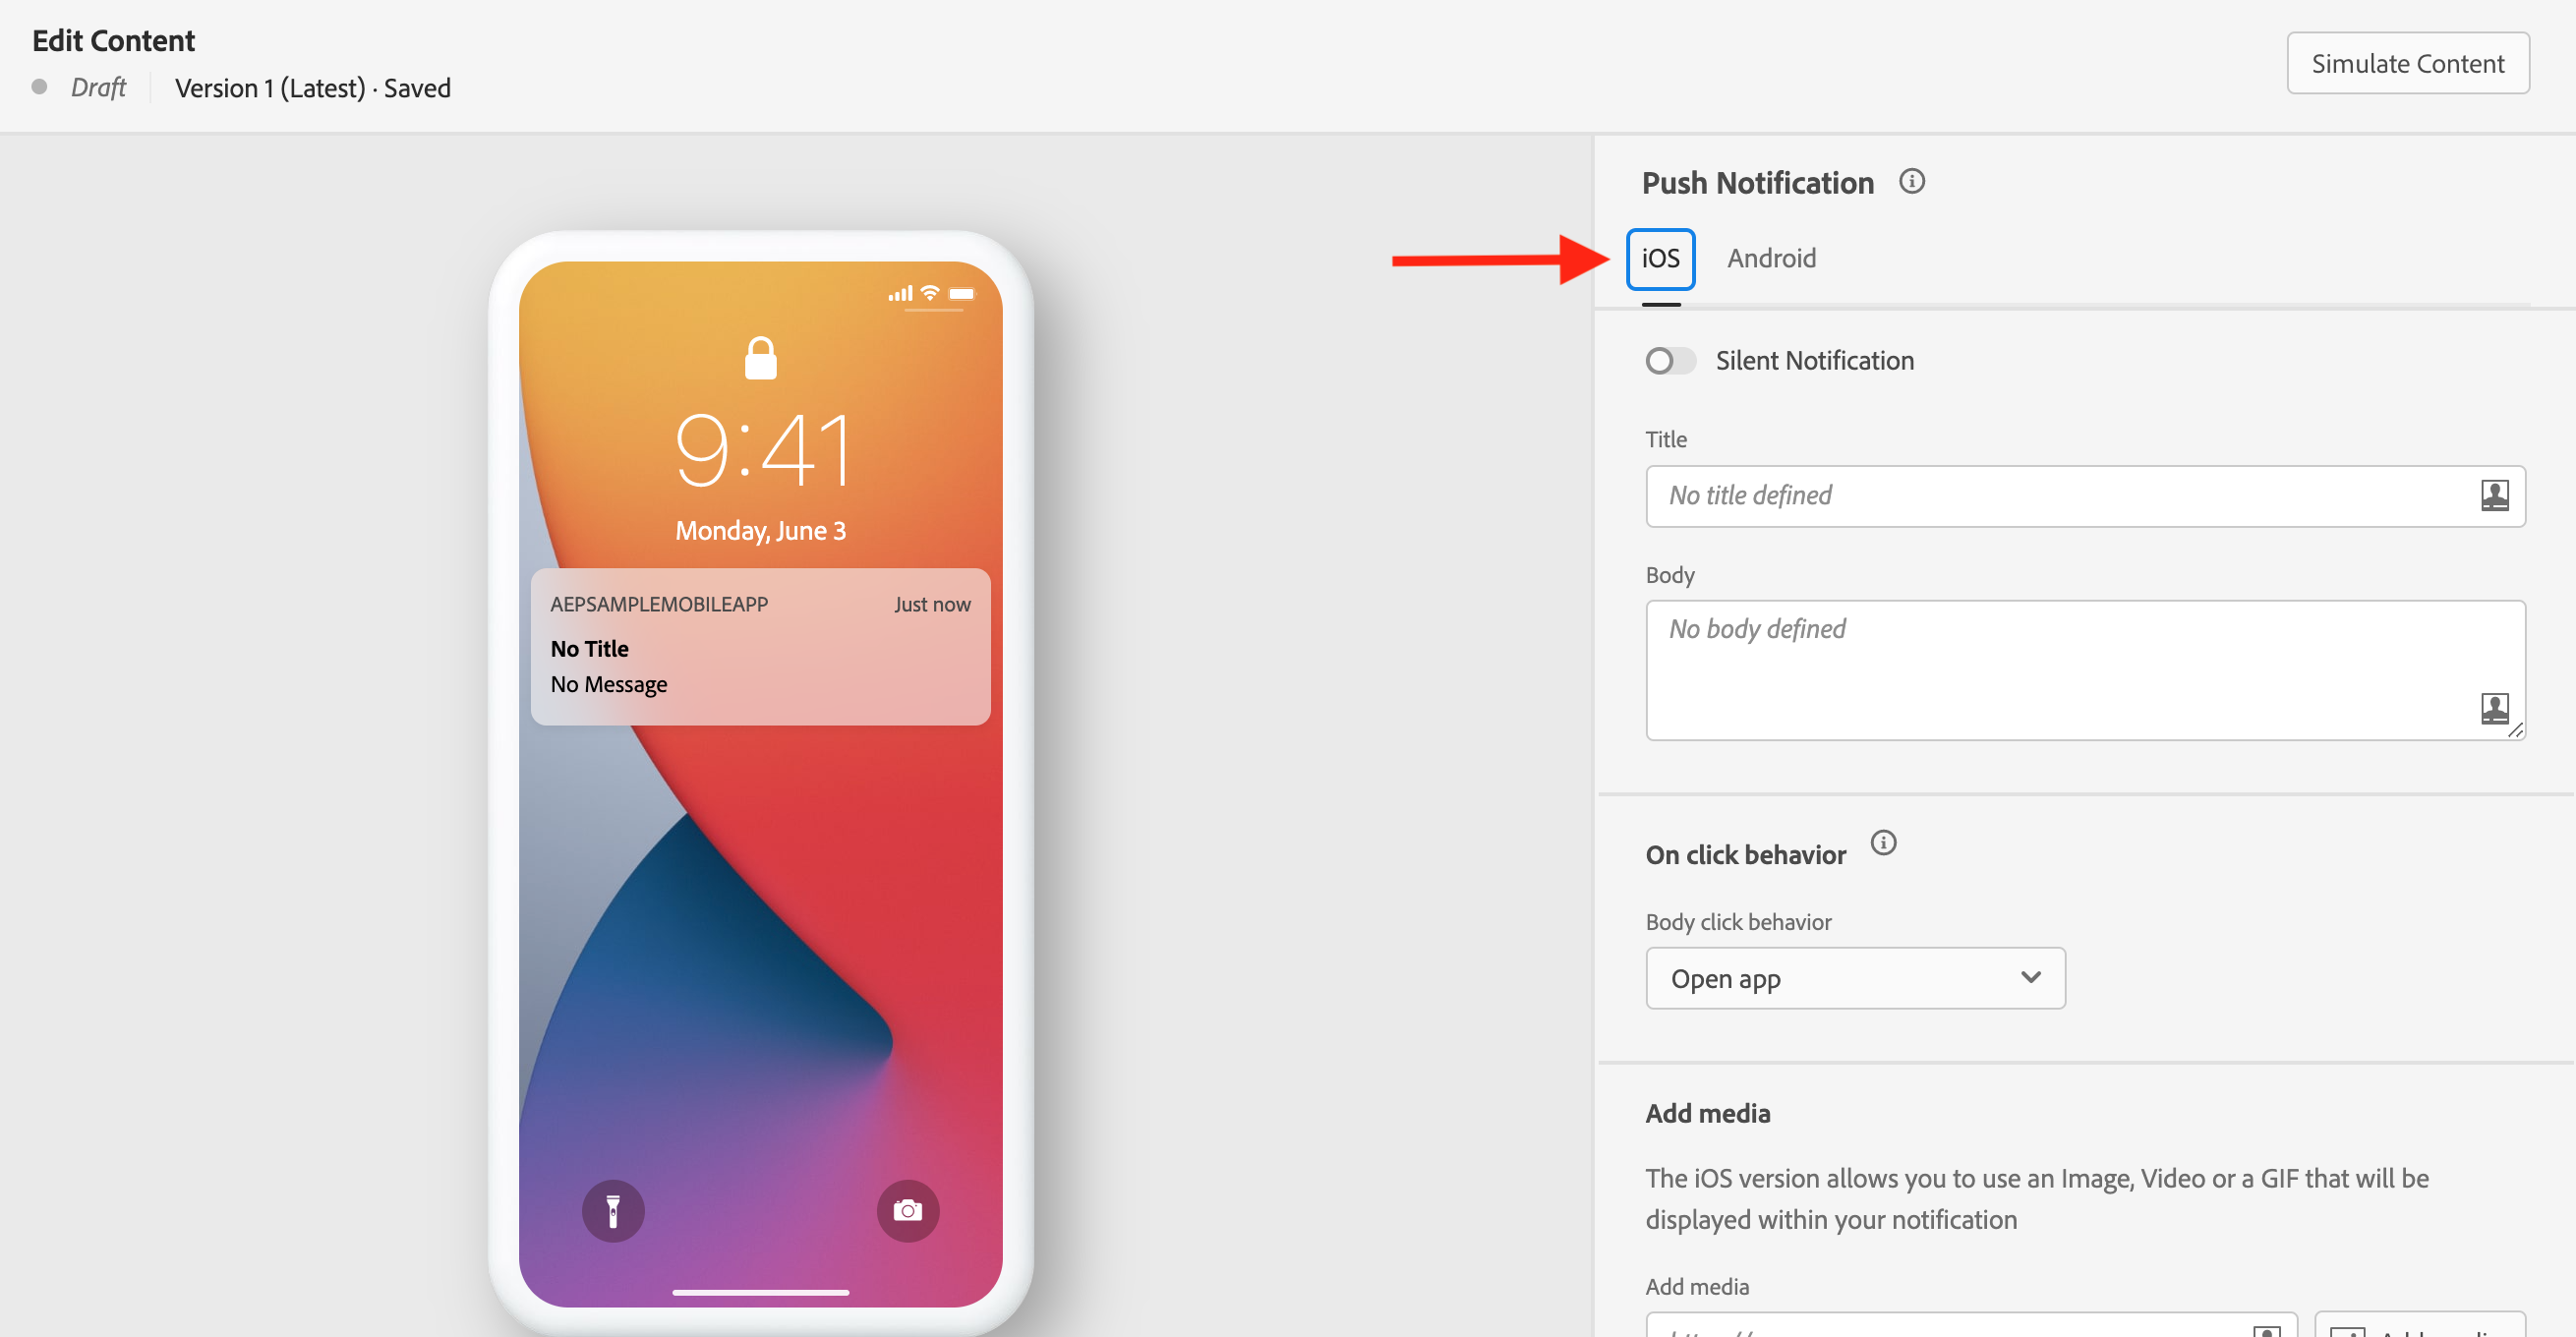 Edit Content
Draft
Version 1 (Latest) · Saved
Simulate Content
9:41
Monday, June 3
AEPSAMPLEMOBILEAPP
Just now
No Title
No Message
Push Notification
iOS
Android
Silent Notification
Title
No title defined
Body
No body defined
On click behavior
Body click behavior
Open app
Add media
The iOS version allows you to use an Image, Video or a GIF that will be
displayed within your notification
Add media